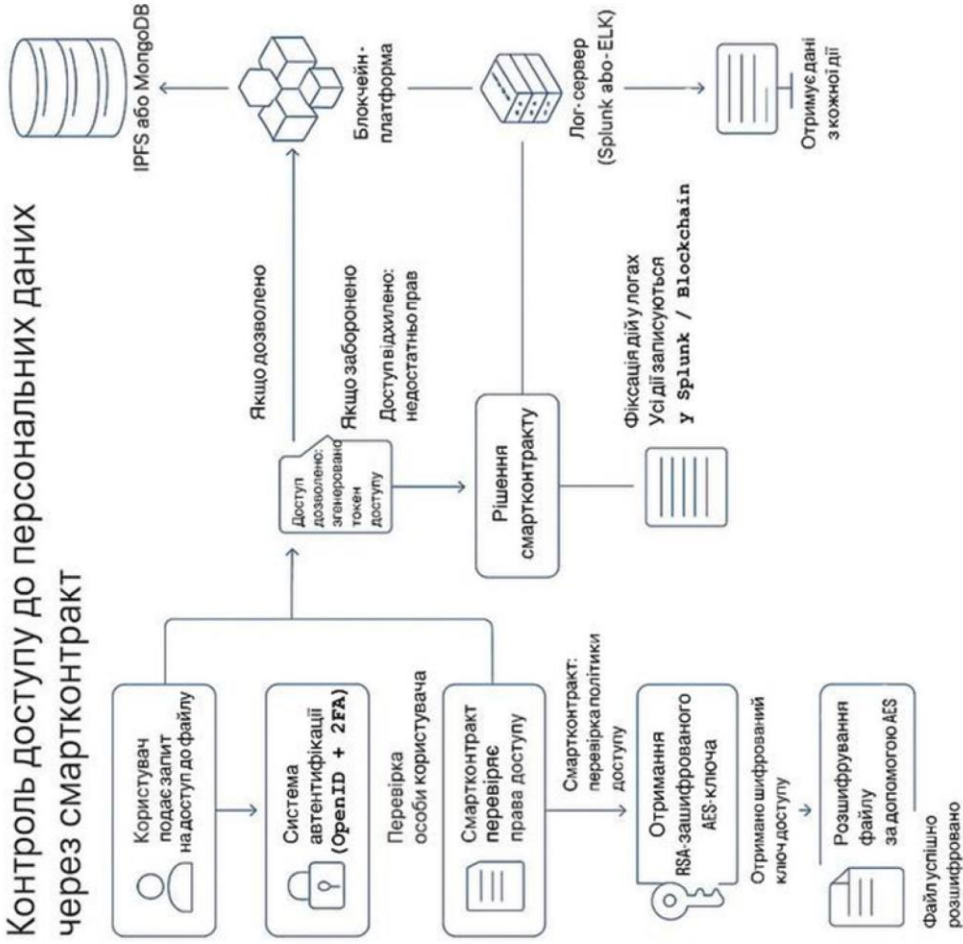 Контроль доступу до персональних даних
через смартконтракт
Користувач
подає запит
на доступ до файлу
Система
автентифікації
(OpenID + 2FA)
Перевірка
особи користувача
Смартконтракт
перевіряє
права доступу
Смартконтракт:
перевірка політики
доступу
Отримання
RSA-зашифрованого
AES-ключа
Отримано шифрований
ключ доступу
Розшифрування
файлу
за допомогою AES
Файл успішно
розшифровано
Доступ
дозволено:
згенеровано
токен
доступу
Якщо дозволено
Якщо заборонено
Доступ відхилено:
недостатньо прав
Рішення
смартконтракту
Фіксація дій у логах
Усі дії записуються
у Splunk / Blockchain
IPFS або MongoDB
Блокчейн-
платформа
Лог-сервер
(Splunk або-ELK)
Отримує дані
з кожної дії